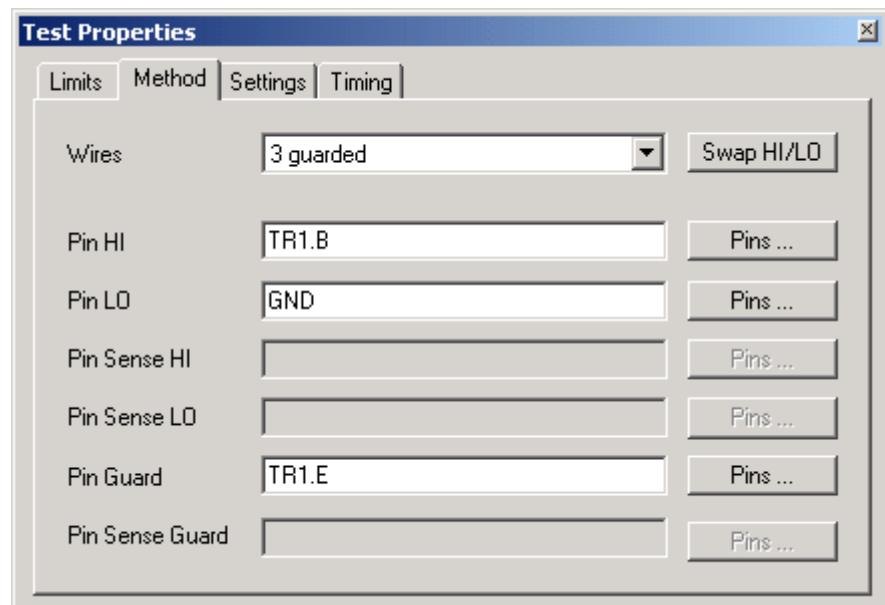 Test Properties
Limits Method Settings Timing
Wires 3 guarded Swap HI/LO
Pin HI TR1.B Pins ...
Pin LO GND Pins ...
Pin Sense HI Pins ...
Pin Sense LO Pins ...
Pin Guard TR1.E Pins ...
Pin Sense Guard Pins ...